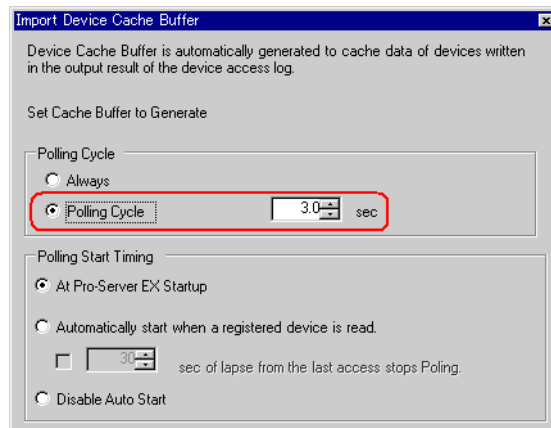 Import Device Cache Buffer
Device Cache Buffer is automatically generated to cache data of devices written
in the output result of the device access log.
Set Cache Buffer to Generate
Polling Cycle
Always
Polling Cycle 3.0 sec
Polling Start Timing
At Pro-Server EX Startup
Automatically start when a registered device is read.
30 sec of lapse from the last access stops Poling.
Disable Auto Start